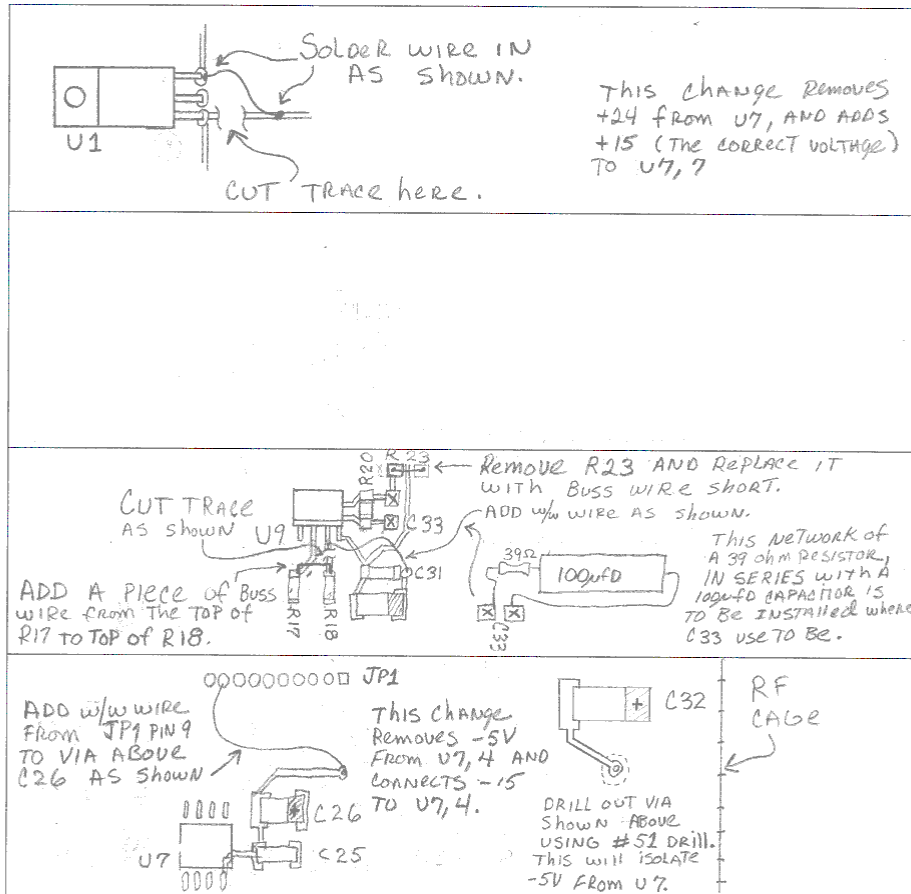 SOLDER WIRE IN
AS SHOWN.
U1
CUT TRACE here.
THIS CHANGE Removes
+24 from U7, AND ADDS
+15 (The CORRECT VOLTAGE)
TO U7,7
CUT TRACE
AS SHOWN
U9
R20
R 23
C33
C31
R17
R18
Remove R23 AND RePLACE IT
WITH BUSS WIRE SHORT.
ADD w/w WIRE AS SHOWN.
ADD A PIECE of BUSS
WIRE from THE TOP OF
R17 TO TOP OF R18.
39Ω
100ufD
C33
THIS NETWORK OF
A 39 ohm RESISTOR,
IN SERIES WITH A
100ufD CAPACITOR IS
TO BE INSTALLED WHERE
C33 USE TO BE.
JP1
ADD w/w WIRE
FROM JP1 PIN 9
TO VIA ABOVE
C26 AS SHOWN
THIS CHANGE
Removes -5V
FROM U7,4 AND
CONNECTS -15
TO U7,4.
C26
U7
C25
C32
RF
CAGE
DRILL OUT VIA
SHOWN ABOVE
USING #51 DRILL.
THIS WILL ISOLATE
-5V FROM U7.